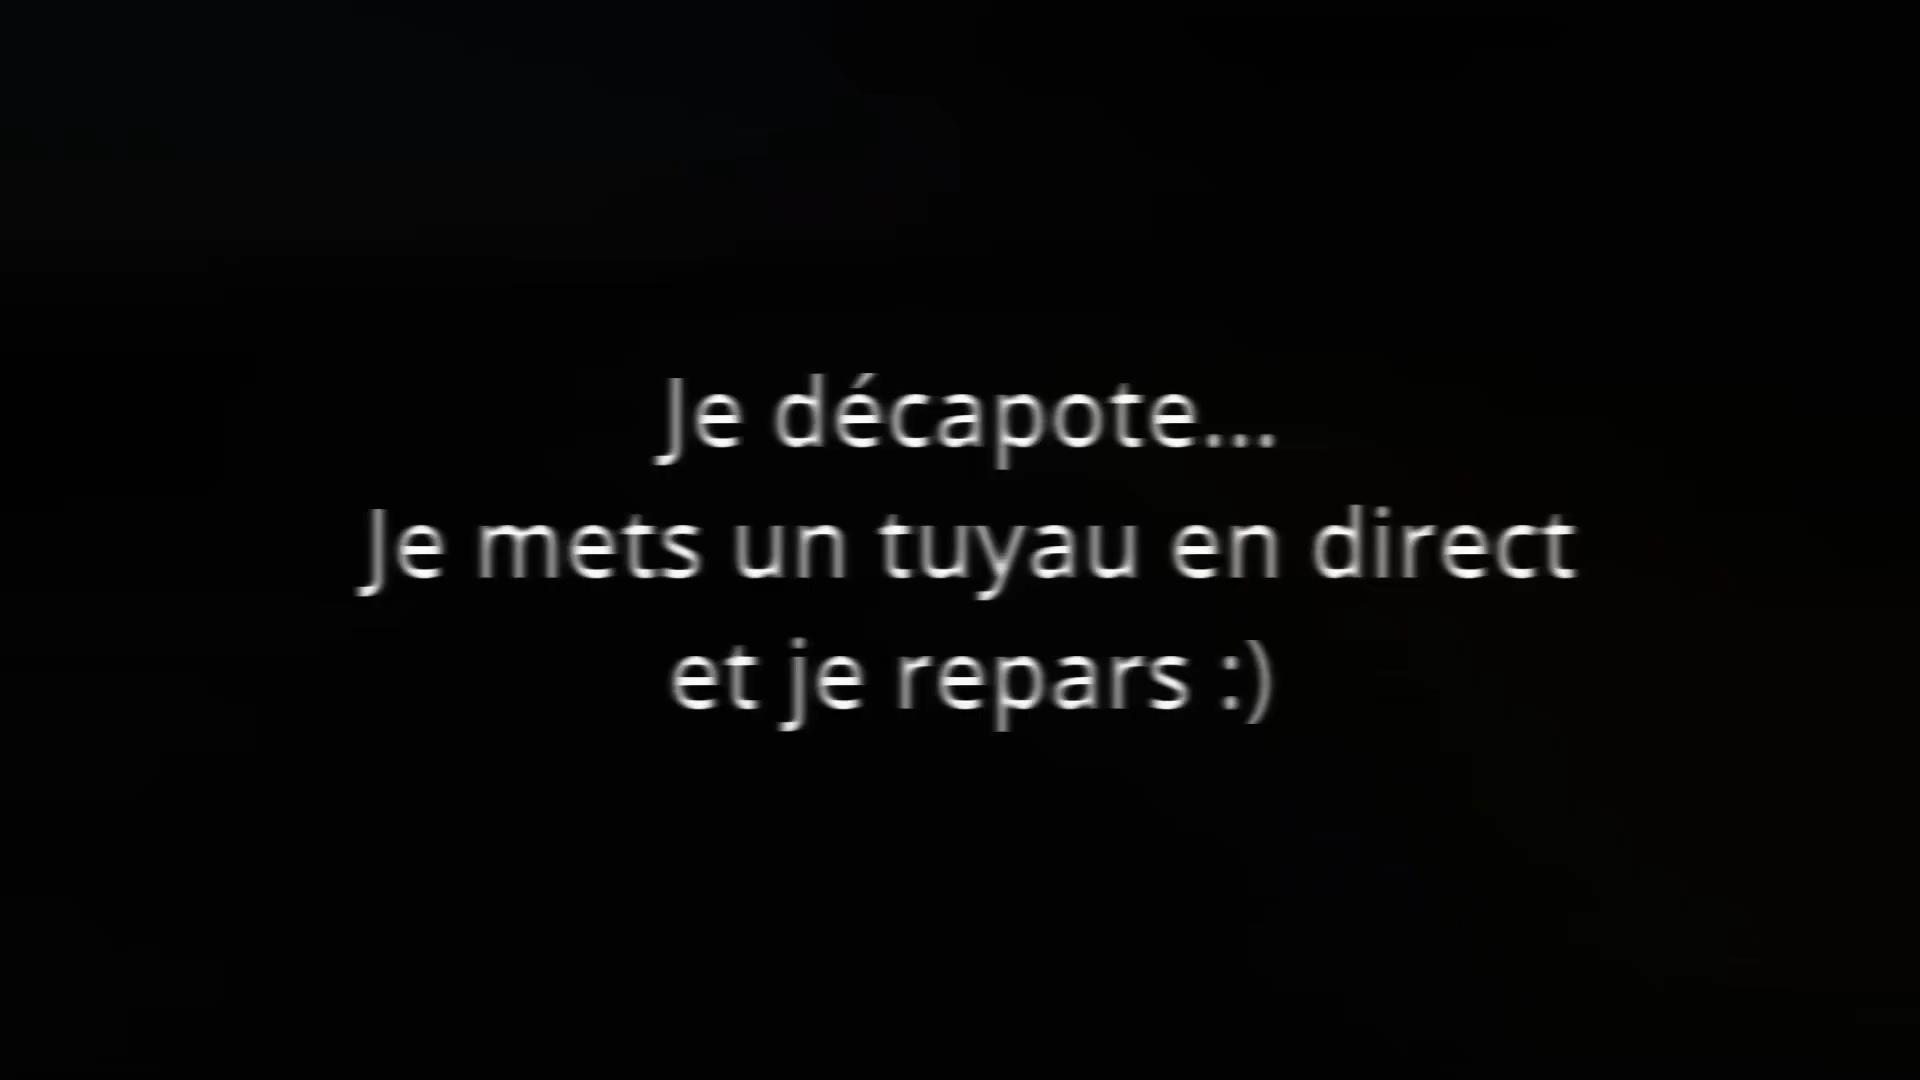 Je décapote...
Je mets un tuyau en direct
et je repars :)